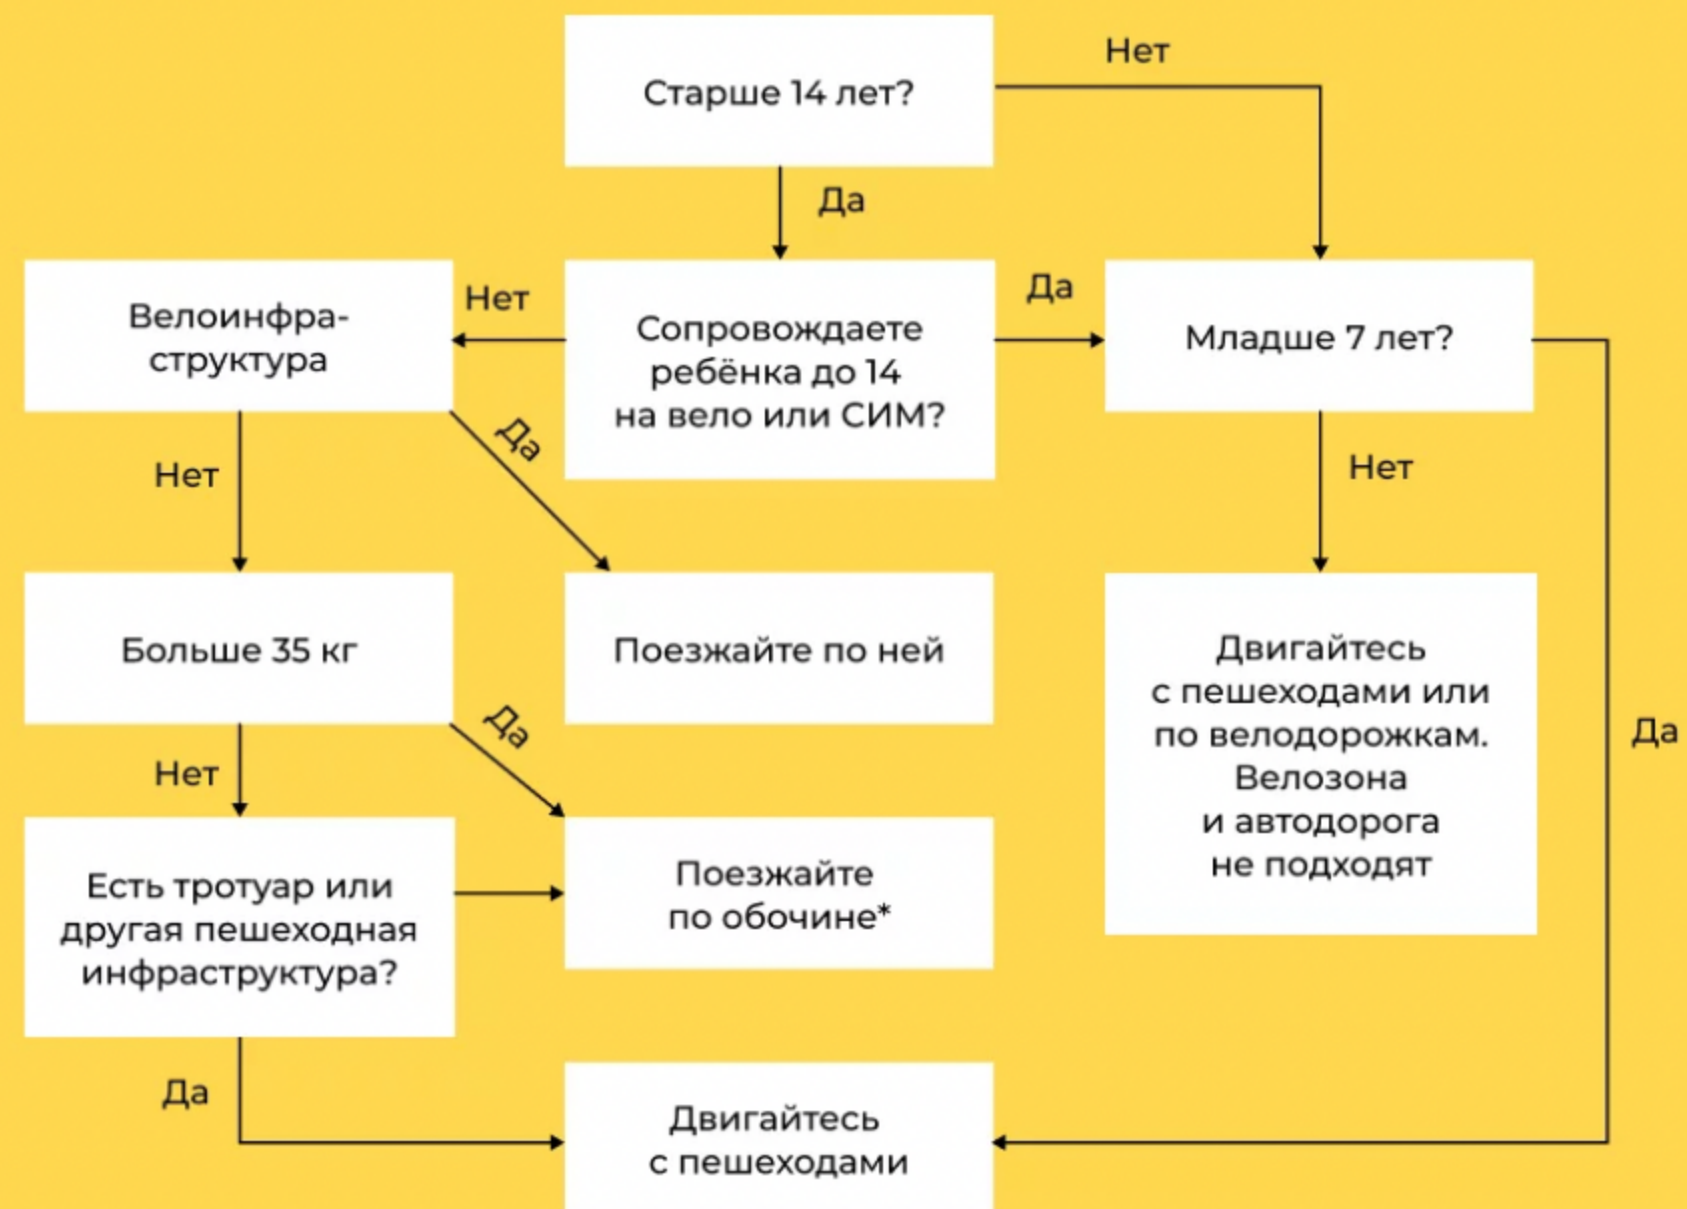 Старше 14 лет?
Нет
Да
Велоинфра-
структура
Нет
Сопровождаете
ребёнка до 14
на вело или СИМ?
Да
Младше 7 лет?
Нет
Да
Нет
Больше 35 кг
Поезжайте по ней
Двигайтесь
с пешеходами или
по велодорожкам.
Велозона
и автодорога
не подходят
Да
Нет
Да
Есть тротуар или
другая пешеходная
инфраструктура?
Поезжайте
по обочине*
Да
Двигайтесь
с пешеходами